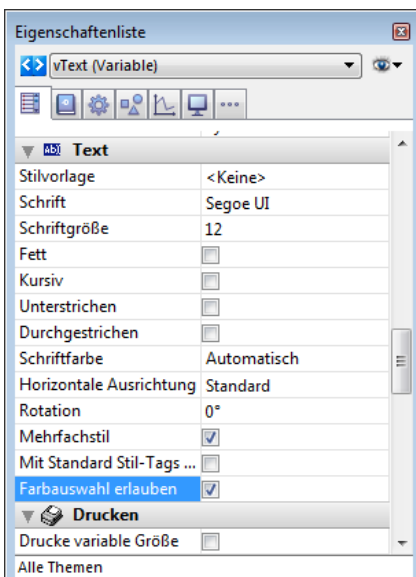 Eigenschaftenliste
vText (Variable)
Text
Stilvorlage <Keine>
Schrift Segoe UI
Schriftgröße 12
Fett
Kursiv
Unterstrichen
Durchgestrichen
Schriftfarbe Automatisch
Horizontale Ausrichtung Standard
Rotation 0°
Mehrfachstil
Mit Standard Stil-Tags ...
Farbauswahl erlauben
Drucken
Drucke variable Größe
Alle Themen